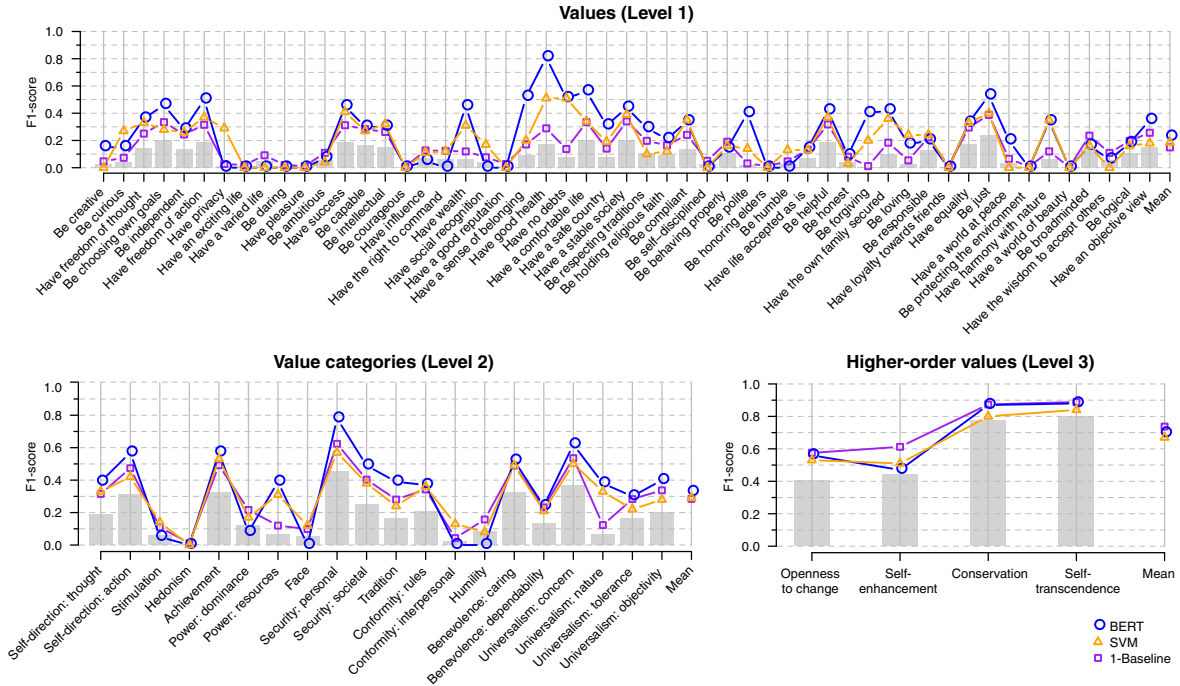 Values (Level 1)
F1-score
1.0
0.8
0.6
0.4
0.2
0.0
Be creative
Be curious
Have freedom of thought
Be choosing own goals
Be independent
Have freedom of action
Have privacy
Have an exciting life
Have a varied life
Be daring
Have pleasure
Be ambitious
Have success
Be capable
Be intellectual
Be courageous
Have influence
Have the right to command
Have wealth
Have social recognition
Have a good reputation
Have a sense of belonging
Have good health
Have no debts
Have a comfortable life
Have a safe country
Have a stable society
Be respecting traditions
Be holding religious faith
Be compliant
Be self-disciplined
Be behaving properly
Be polite
Be honoring elders
Be humble
Have life accepted as is
Be helpful
Be honest
Be forgiving
Have the own family secured
Be loving
Be responsible
Have loyalty towards friends
Have equality
Be just
Have a world at peace
Be protecting the environment
Have harmony with nature
Have a world of beauty
Be broadminded
Have the wisdom to accept others
Be logical
Have an objective view
Mean
Value categories (Level 2)
F1-score
1.0
0.8
0.6
0.4
0.2
0.0
Self-direction: thought
Self-direction: action
Stimulation
Hedonism
Achievement
Power: dominance
Power: resources
Face
Security: personal
Security: societal
Tradition
Conformity: rules
Conformity: interpersonal
Humility
Benevolence: caring
Benevolence: dependability
Universalism: concern
Universalism: nature
Universalism: tolerance
Universalism: objectivity
Mean
Higher-order values (Level 3)
F1-score
1.0
0.8
0.6
0.4
0.2
0.0
Openness
to change
Self-
enhancement
Conservation
Self-
transcendence
Mean
BERT
SVM
1-Baseline